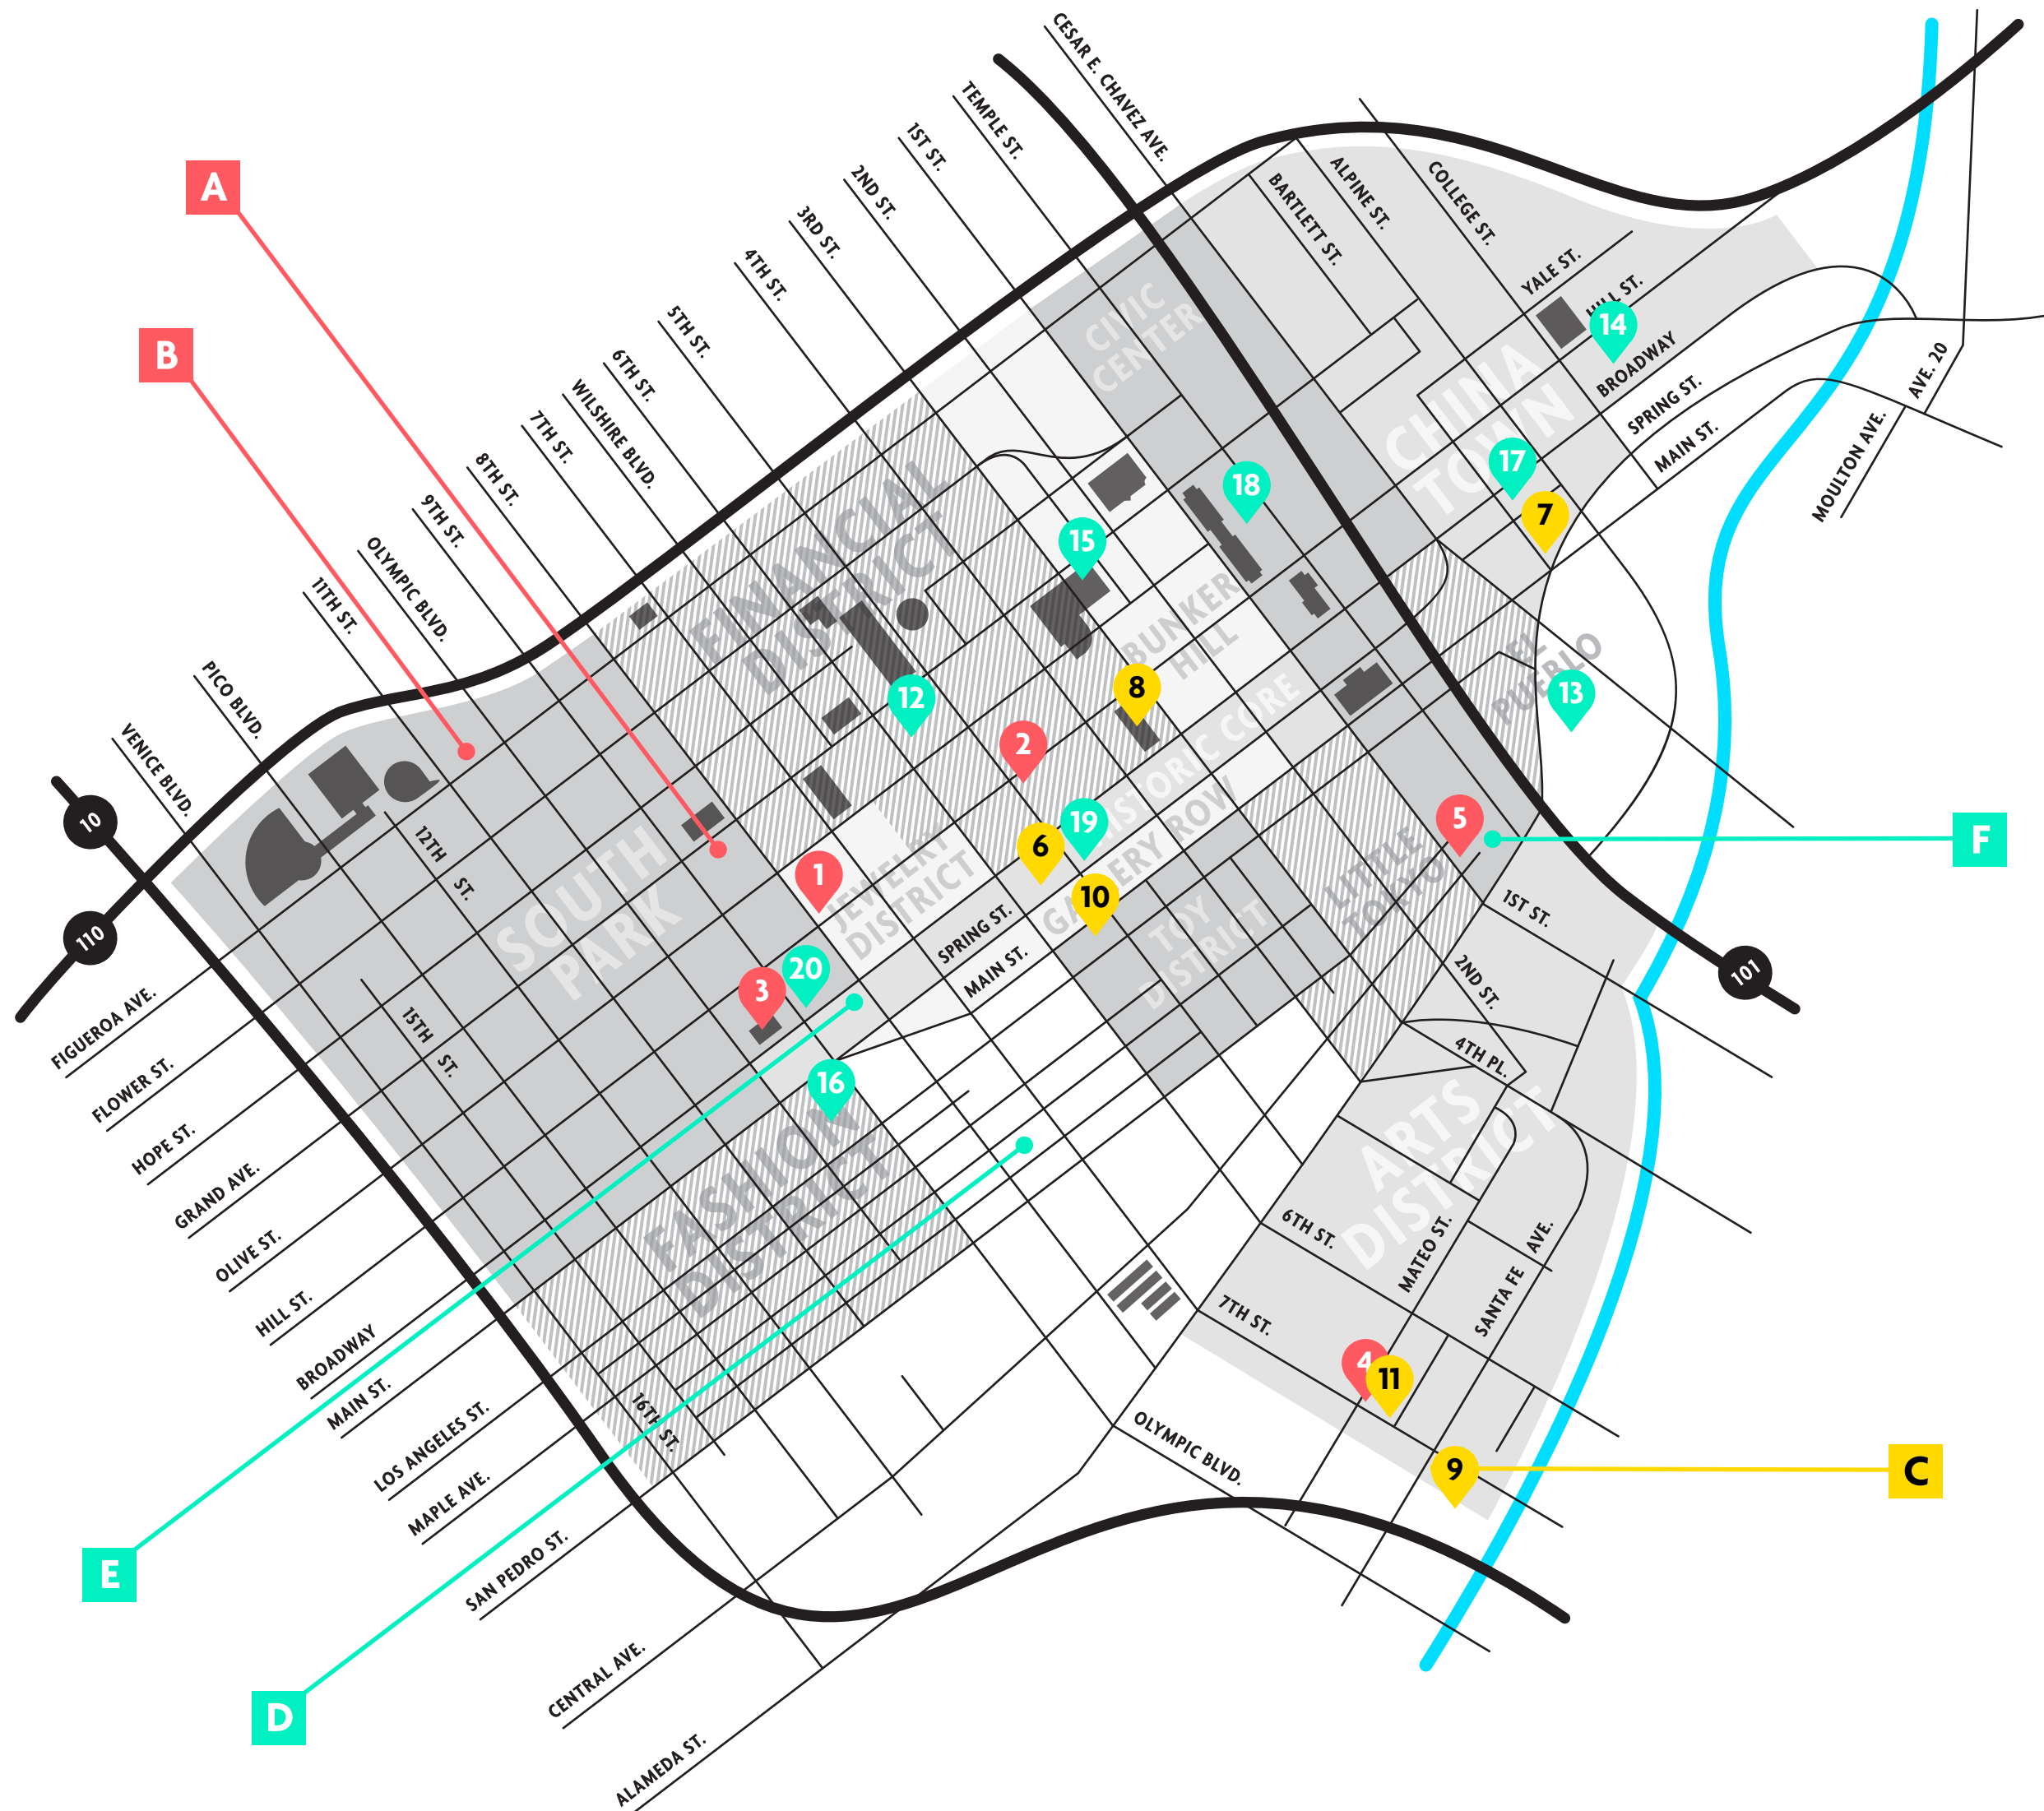 CESAR E. CHAVEZ AVE.
TEMPLE ST.
1ST ST.
2ND ST.
3RD ST.
4TH ST.
5TH ST.
6TH ST.
WILSHIRE BLVD.
7TH ST.
8TH ST.
9TH ST.
OLYMPIC BLVD.
11TH ST.
PICO BLVD.
VENICE BLVD.
A
B
BARTLETT ST.
ALPINE ST.
COLLEGE ST.
YALE ST.
HILL ST.
BROADWAY
SPRING ST.
MAIN ST.
MOULTON AVE.
AVE. 20
CIVIC
CENTER
CHINA
TOWN
14
17
7
18
15
FINANCIAL
DISTRICT
BUNKER
HILL
EL
PUEBLO
13
12
8
2
HISTORIC CORE
GALLERY ROW
19
6
10
5
F
LITTLE
TOKYO
TOY
DISTRICT
JEWELRY
DISTRICT
1
SOUTH
PARK
12TH
ST.
15TH
ST.
10
110
101
SPRING ST.
MAIN ST.
20
3
16
FASHION
DISTRICT
16TH ST.
1ST ST.
2ND ST.
4TH PL.
ARTS
DISTRICT
6TH ST.
7TH ST.
MATEO ST.
SANTA FE AVE.
4
11
9
C
OLYMPIC BLVD.
FIGUEROA AVE.
FLOWER ST.
HOPE ST.
GRAND AVE.
OLIVE ST.
HILL ST.
BROADWAY
MAIN ST.
LOS ANGELES ST.
MAPLE AVE.
SAN PEDRO ST.
CENTRAL AVE.
ALAMEDA ST.
E
D